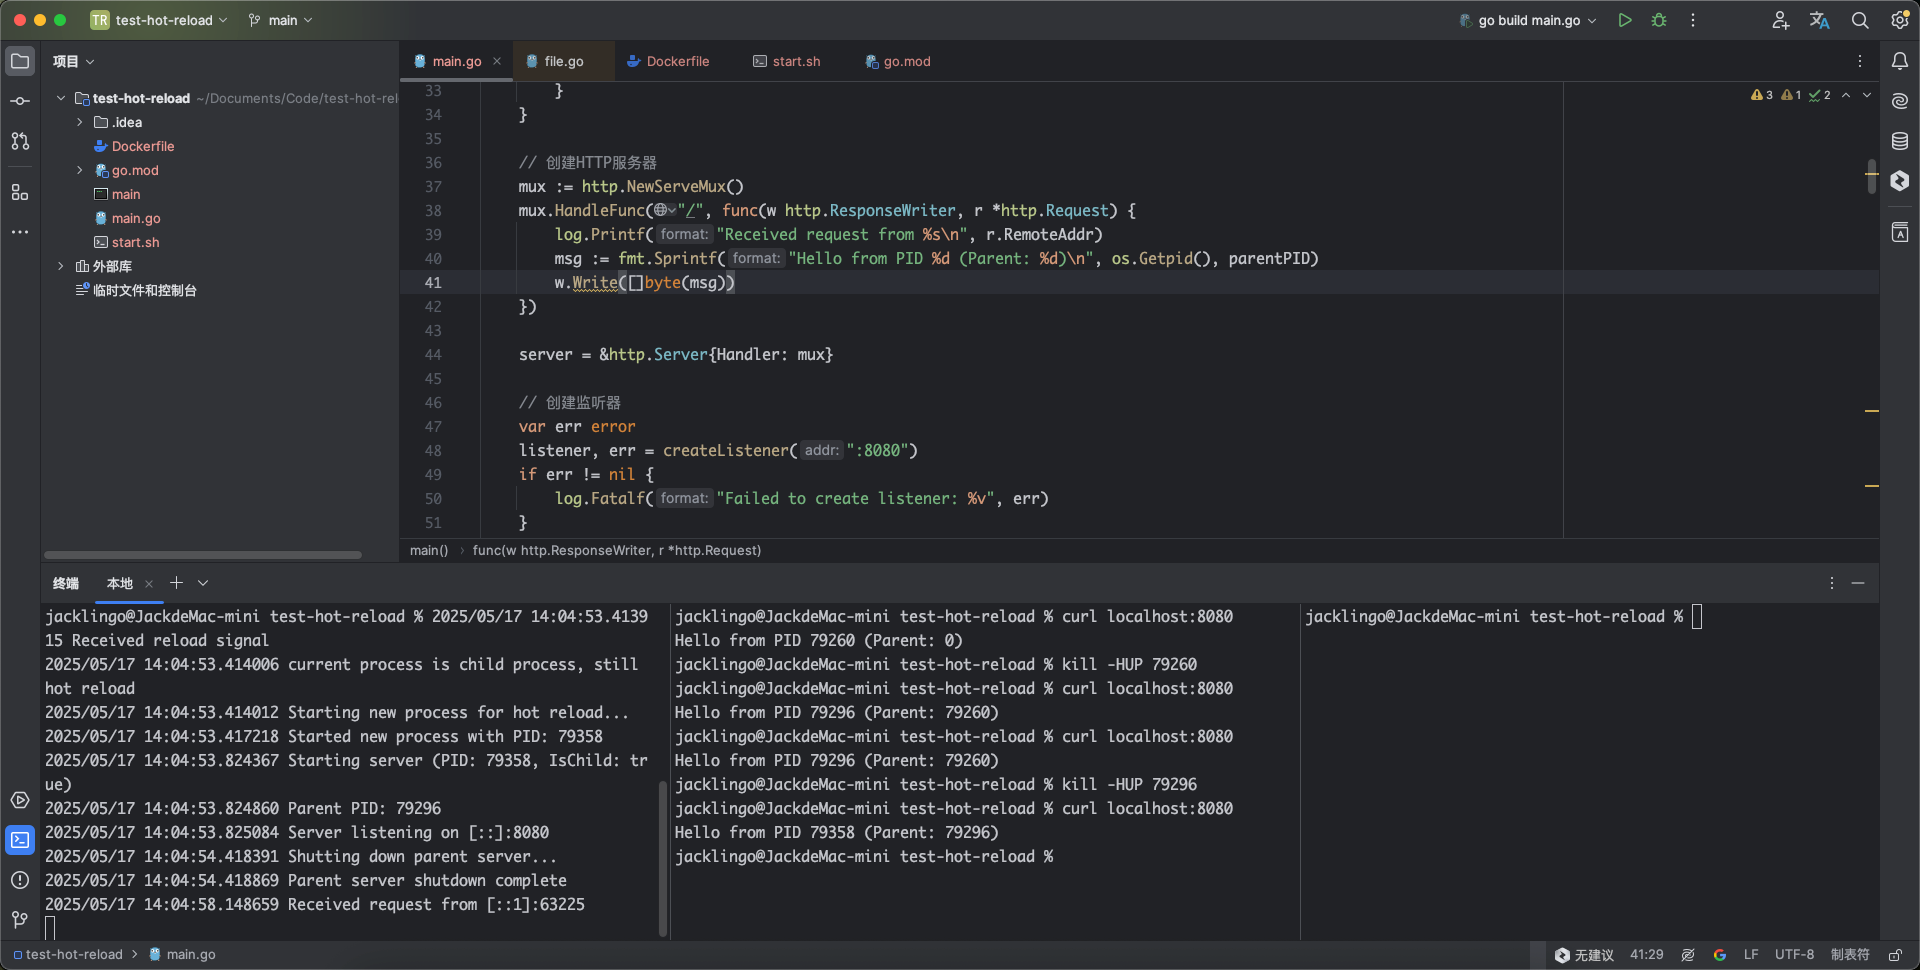 TR test-hot-reload main
go build main.go
项目
main.go
file.go
Dockerfile
start.sh
go.mod
test-hot-reload ~/Documents/Code/test-hot-rel
.idea
Dockerfile
go.mod
main
main.go
start.sh
外部库
临时文件和控制台
3 1 2
33 }
34 }
35
36 // 创建HTTP服务器
37 mux := http.NewServeMux()
38 mux.HandleFunc("/", func(w http.ResponseWriter, r *http.Request) {
39 log.Printf( format: "Received request from %s\n", r.RemoteAddr)
40 msg := fmt.Sprintf( format: "Hello from PID %d (Parent: %d)\n", os.Getpid(), parentPID)
41 w.Write([]byte(msg))
42 })
43
44 server = &http.Server{Handler: mux}
45
46 // 创建监听器
47 var err error
48 listener, err = createListener( addr: ":8080")
49 if err != nil {
50 log.Fatalf( format: "Failed to create listener: %v", err)
51 }
main() › func(w http.ResponseWriter, r *http.Request)
终端 本地
jacklingo@JackdeMac-mini test-hot-reload % 2025/05/17 14:04:53.4139
15 Received reload signal
2025/05/17 14:04:53.414006 current process is child process, still
hot reload
2025/05/17 14:04:53.414012 Starting new process for hot reload...
2025/05/17 14:04:53.417218 Started new process with PID: 79358
2025/05/17 14:04:53.824367 Starting server (PID: 79358, IsChild: tr
ue)
2025/05/17 14:04:53.824860 Parent PID: 79296
2025/05/17 14:04:53.825084 Server listening on [::]:8080
2025/05/17 14:04:54.418391 Shutting down parent server...
2025/05/17 14:04:54.418869 Parent server shutdown complete
2025/05/17 14:04:58.148659 Received request from [::1]:63225
jacklingo@JackdeMac-mini test-hot-reload % curl localhost:8080
Hello from PID 79260 (Parent: 0)
jacklingo@JackdeMac-mini test-hot-reload % kill -HUP 79260
jacklingo@JackdeMac-mini test-hot-reload % curl localhost:8080
Hello from PID 79296 (Parent: 79260)
jacklingo@JackdeMac-mini test-hot-reload % curl localhost:8080
Hello from PID 79296 (Parent: 79260)
jacklingo@JackdeMac-mini test-hot-reload % kill -HUP 79296
jacklingo@JackdeMac-mini test-hot-reload % curl localhost:8080
Hello from PID 79358 (Parent: 79296)
jacklingo@JackdeMac-mini test-hot-reload %
jacklingo@JackdeMac-mini test-hot-reload %
test-hot-reload › main.go
无建议 41:29 LF UTF-8 制表符